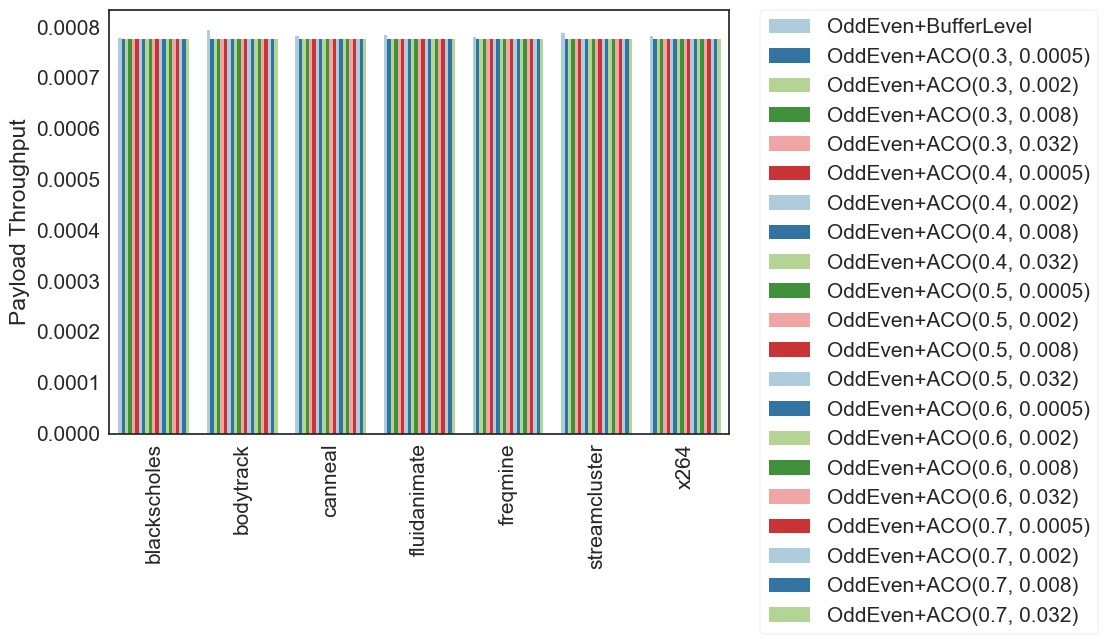 0.0008
0.0007
0.0006
0.0005
0.0004
0.0003
0.0002
0.0001
0.0000
Payload Throughput
blackscholes
bodytrack
canneal
fluidanimate
freqmine
streamcluster
x264
OddEven+BufferLevel
OddEven+ACO(0.3, 0.0005)
OddEven+ACO(0.3, 0.002)
OddEven+ACO(0.3, 0.008)
OddEven+ACO(0.3, 0.032)
OddEven+ACO(0.4, 0.0005)
OddEven+ACO(0.4, 0.002)
OddEven+ACO(0.4, 0.008)
OddEven+ACO(0.4, 0.032)
OddEven+ACO(0.5, 0.0005)
OddEven+ACO(0.5, 0.002)
OddEven+ACO(0.5, 0.008)
OddEven+ACO(0.5, 0.032)
OddEven+ACO(0.6, 0.0005)
OddEven+ACO(0.6, 0.002)
OddEven+ACO(0.6, 0.008)
OddEven+ACO(0.6, 0.032)
OddEven+ACO(0.7, 0.0005)
OddEven+ACO(0.7, 0.002)
OddEven+ACO(0.7, 0.008)
OddEven+ACO(0.7, 0.032)